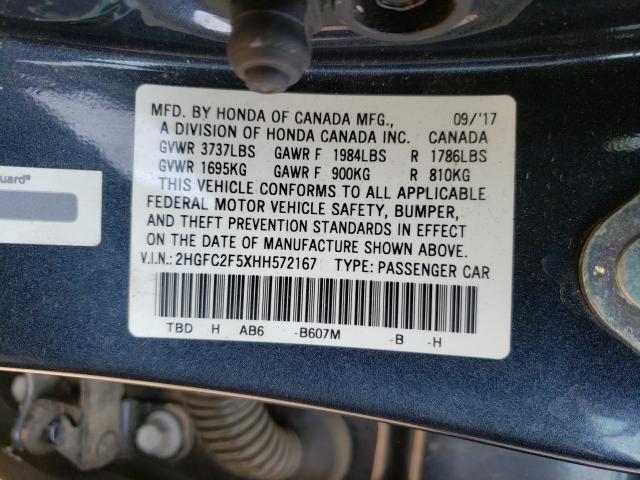 MFD. BY HONDA OF CANADA MFG., 09/'17
A DIVISION OF HONDA CANADA INC. CANADA
GVWR 3737LBS GAWR F 1984LBS R 1786LBS
GVWR 1695KG GAWR F 900KG R 810KG
THIS VEHICLE CONFORMS TO ALL APPLICABLE
FEDERAL MOTOR VEHICLE SAFETY, BUMPER,
AND THEFT PREVENTION STANDARDS IN EFFECT
ON THE DATE OF MANUFACTURE SHOWN ABOVE.
V.I.N.: 2HGFC2F5XHH572167 TYPE: PASSENGER CAR
TBD H AB6 -B607M -B -H